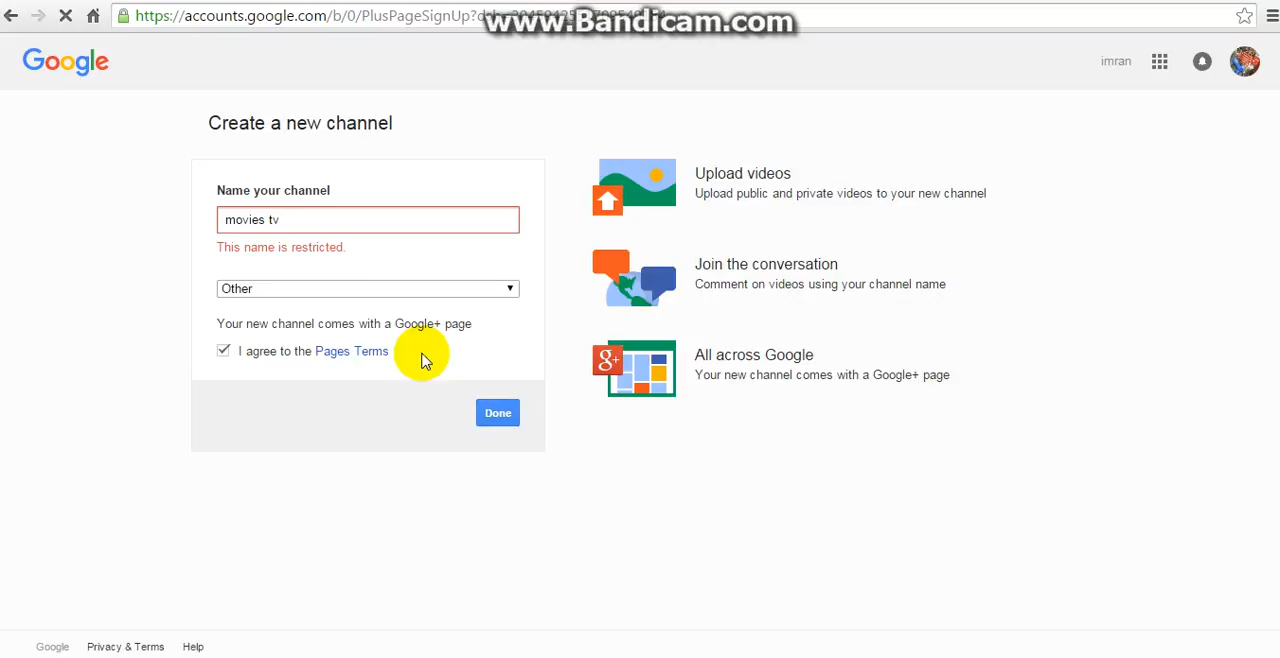 https://accounts.google.com/b/0/PlusPageSignUp?
www.Bandicam.com
Google
imran
Create a new channel
Name your channel
movies tv
This name is restricted.
Other
Your new channel comes with a Google+ page
I agree to the Pages Terms
Done
Upload videos
Upload public and private videos to your new channel
Join the conversation
Comment on videos using your channel name
g+
All across Google
Your new channel comes with a Google+ page
Google
Privacy & Terms
Help